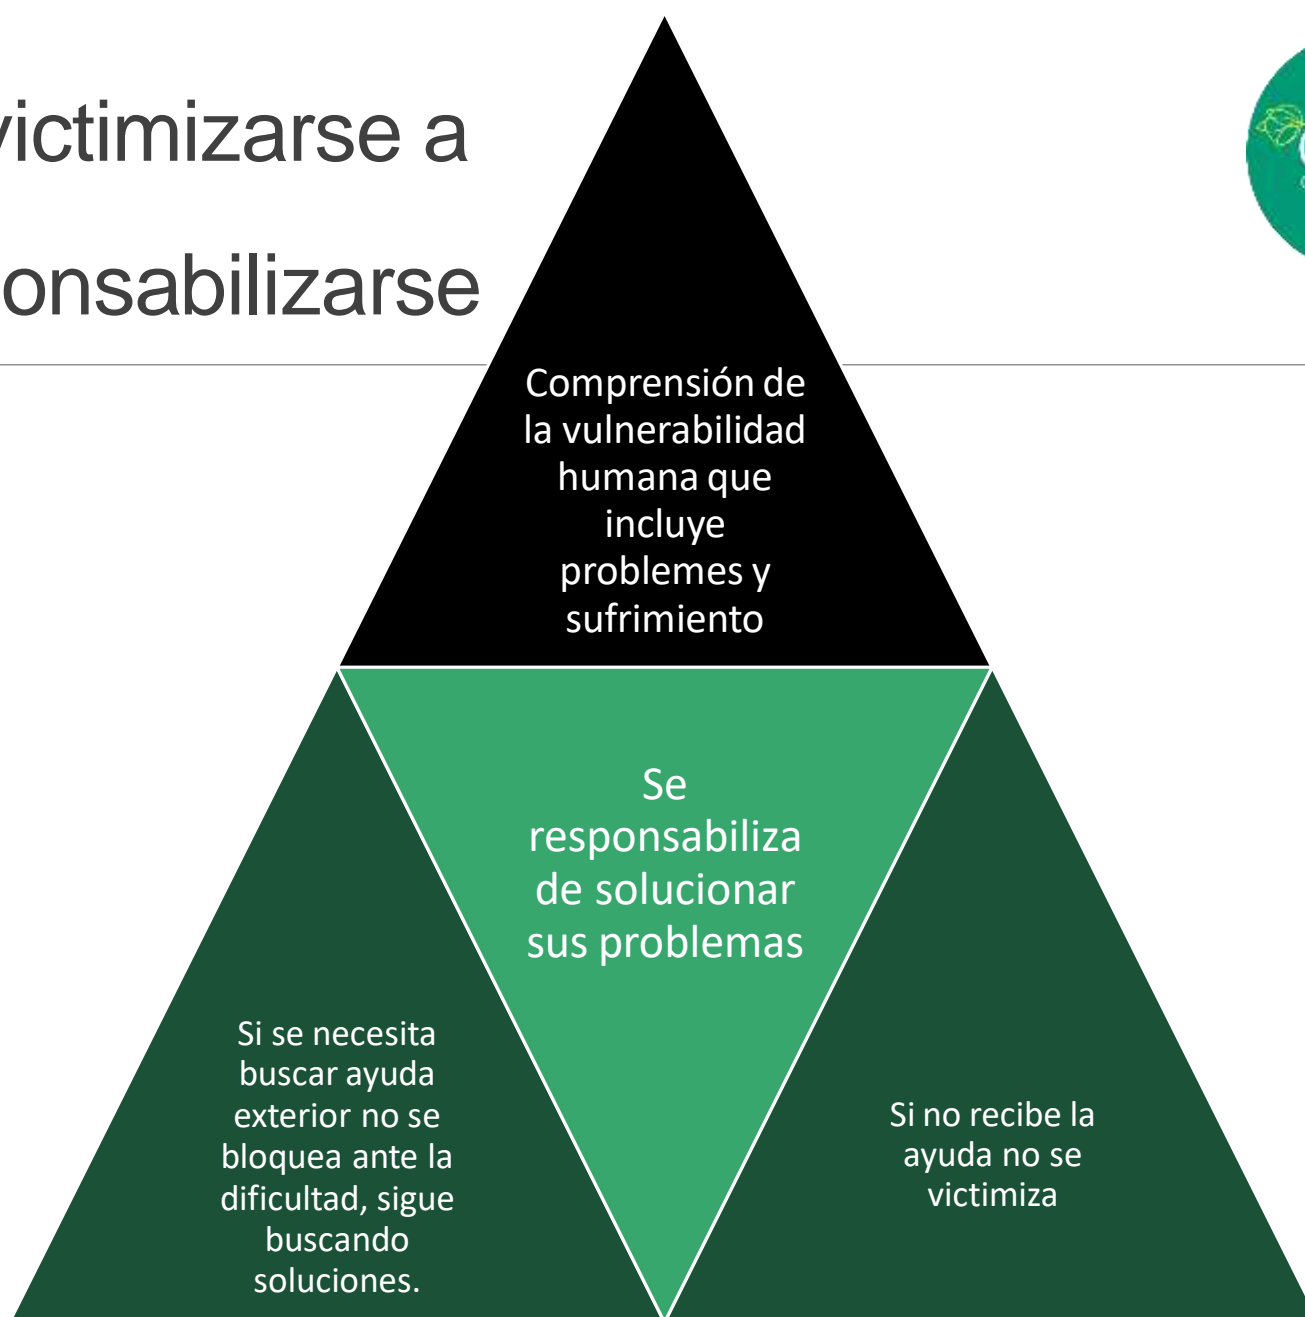 victimizarse a
onsabilizarse
Comprensión de
la vulnerabilidad
humana que
incluye
problemes y
sufrimiento
Se
responsabiliza
de solucionar
sus problemas
Si se necesita
buscar ayuda
exterior no se
bloquea ante la
dificultad, sigue
buscando
soluciones.
Si no recibe la
ayuda no se
victimiza